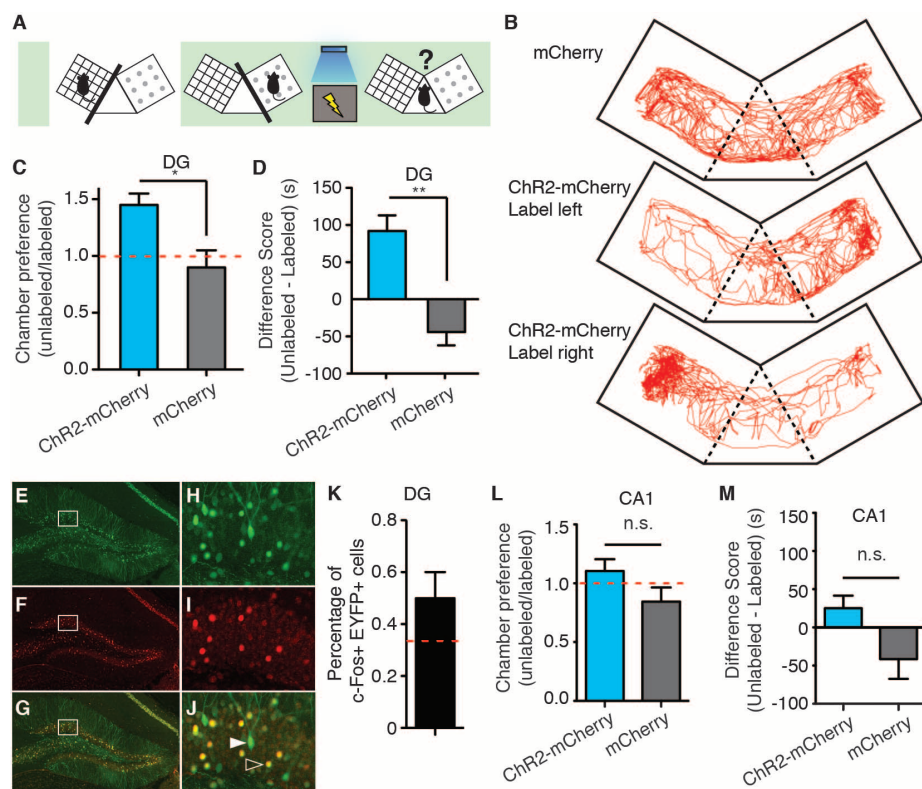 A
?
B
mCherry
ChR2-mCherry
Label left
ChR2-mCherry
Label right
C
DG
*
Chamber preference
(unlabeled/labeled)
1.5
1.0
0.5
0.0
ChR2-mCherry
mCherry
D
DG
**
Difference Score
(Unlabeled - Labeled) (s)
150
100
50
0
-50
-100
ChR2-mCherry
mCherry
E
F
G
H
I
J
K
DG
Percentage of
c-Fos+ EYFP+ cells
0.8
0.6
0.4
0.2
0
L
CA1
n.s.
Chamber preference
(unlabeled/labeled)
1.5
1.0
0.5
0.0
ChR2-mCherry
mCherry
M
CA1
n.s.
Difference Score
(Unlabeled - Labeled) (s)
150
100
50
0
-50
-100
ChR2-mCherry
mCherry